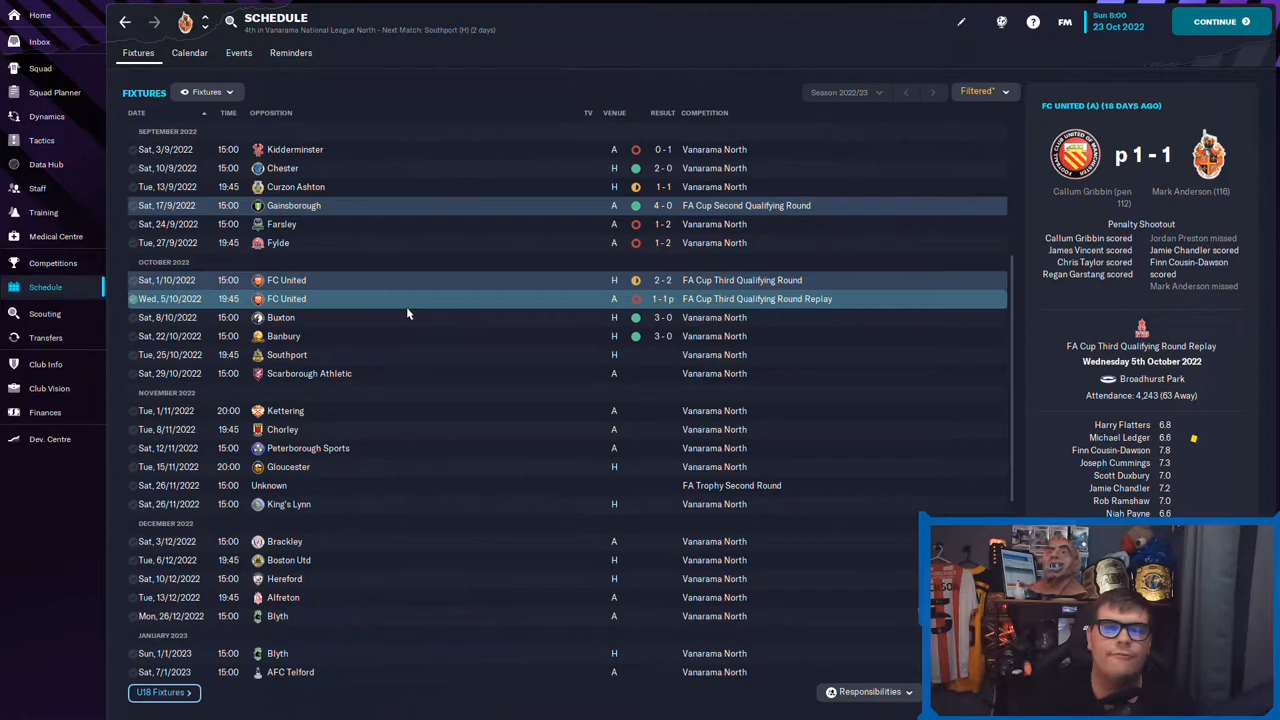 Home
Inbox
Squad
Squad Planner
Dynamics
Tactics
Data Hub
Staff
Training
Medical Centre
Competitions
Schedule
Scouting
Transfers
Club Info
Club Vision
Finances
Dev. Centre
SCHEDULE
4th in Vanarama National League North - Next Match: Southport (H) (2 days)
FM
Sun 8:00
23 Oct 2022
CONTINUE
Fixtures Calendar Events Reminders
FIXTURES Fixtures Season 2022/23 Filtered*
DATE TIME OPPOSITION TV VENUE RESULT COMPETITION
SEPTEMBER 2022
Sat, 3/9/2022 15:00 Kidderminster A 0 - 1 Vanarama North
Sat, 10/9/2022 15:00 Chester H 2 - 0 Vanarama North
Tue, 13/9/2022 19:45 Curzon Ashton H 1 - 1 Vanarama North
Sat, 17/9/2022 15:00 Gainsborough A 4 - 0 FA Cup Second Qualifying Round
Sat, 24/9/2022 15:00 Farsley A 1 - 2 Vanarama North
Tue, 27/9/2022 19:45 Fylde A 1 - 2 Vanarama North
OCTOBER 2022
Sat, 1/10/2022 15:00 FC United H 2 - 2 FA Cup Third Qualifying Round
Wed, 5/10/2022 19:45 FC United A 1 - 1 p FA Cup Third Qualifying Round Replay
Sat, 8/10/2022 15:00 Buxton H 3 - 0 Vanarama North
Sat, 22/10/2022 15:00 Banbury H 3 - 0 Vanarama North
Tue, 25/10/2022 19:45 Southport H Vanarama North
Sat, 29/10/2022 15:00 Scarborough Athletic A Vanarama North
NOVEMBER 2022
Tue, 1/11/2022 20:00 Kettering A Vanarama North
Tue, 8/11/2022 19:45 Chorley A Vanarama North
Sat, 12/11/2022 15:00 Peterborough Sports A Vanarama North
Tue, 15/11/2022 20:00 Gloucester H Vanarama North
Sat, 26/11/2022 15:00 Unknown FA Trophy Second Round
Sat, 26/11/2022 15:00 King's Lynn H Vanarama North
DECEMBER 2022
Sat, 3/12/2022 15:00 Brackley A Vanarama North
Tue, 6/12/2022 19:45 Boston Utd H Vanarama North
Sat, 10/12/2022 15:00 Hereford H Vanarama North
Tue, 13/12/2022 19:45 Alfreton A Vanarama North
Mon, 26/12/2022 15:00 Blyth A Vanarama North
JANUARY 2023
Sun, 1/1/2023 15:00 Blyth H Vanarama North
Sat, 7/1/2023 15:00 AFC Telford A Vanarama North
U18 Fixtures
Responsibilities
FC UNITED (A) (18 DAYS AGO)
p 1 - 1
Callum Gribbin (pen 112)
Mark Anderson (116)
Penalty Shootout
Callum Gribbin scored Jordan Preston missed
James Vincent scored Jamie Chandler scored
Chris Taylor scored Finn Cousin-Dawson scored
Regan Garstang scored
Mark Anderson missed
FA Cup Third Qualifying Round Replay
Wednesday 5th October 2022
Broadhurst Park
Attendance: 4,243 (63 Away)
Harry Flatters 6.8
Michael Ledger 6.6
Finn Cousin-Dawson 7.8
Joseph Cummings 7.3
Scott Duxbury 7.0
Jamie Chandler 7.2
Rob Ramshaw 7.0
Niah Payne 6.6